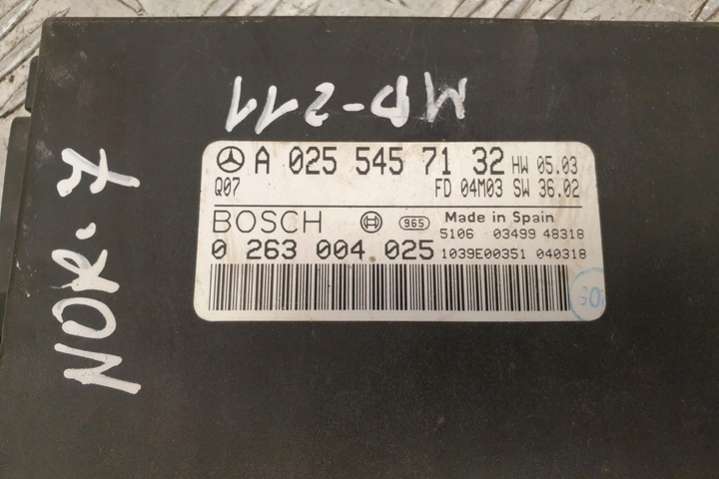 MP-211
NOR.7
A 025 545 71 32 HW 05.03
Q07 FD 04M03 SW 36.02
BOSCH 965 Made in Spain
5106 03499 48318
0 263 004 025 1039E00351 040318